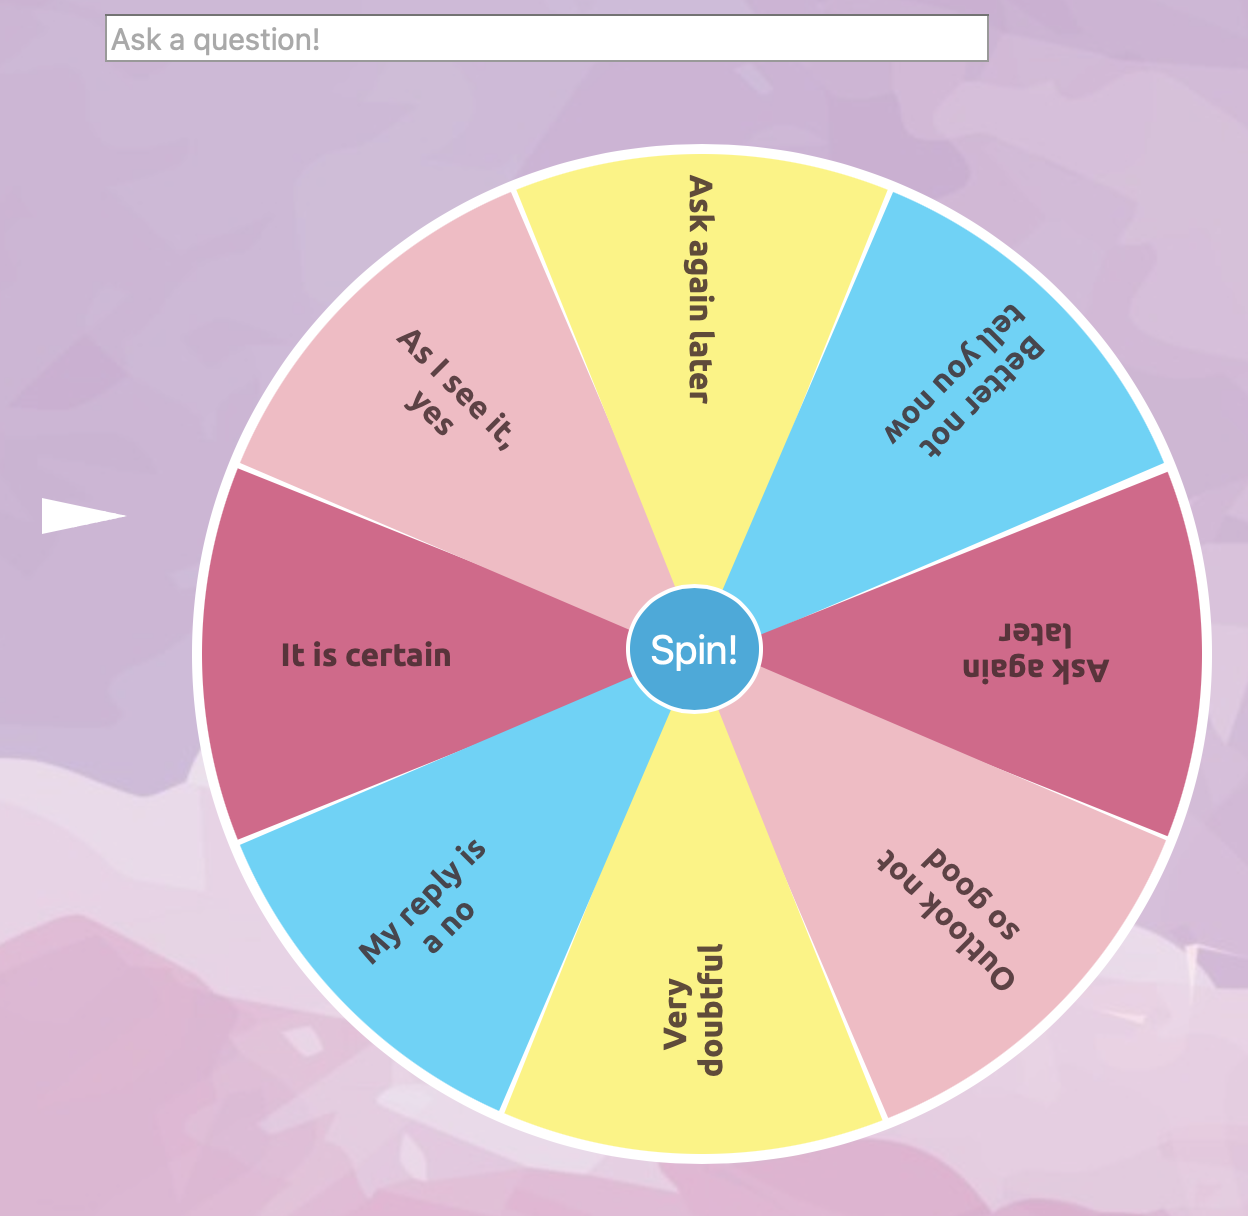 Ask a question!
Ask again later
Better not
tell you now
As I see it,
yes
Ask again
later
It is certain
Spin!
Outlook not
so good
My reply is
a no
Very
doubtful